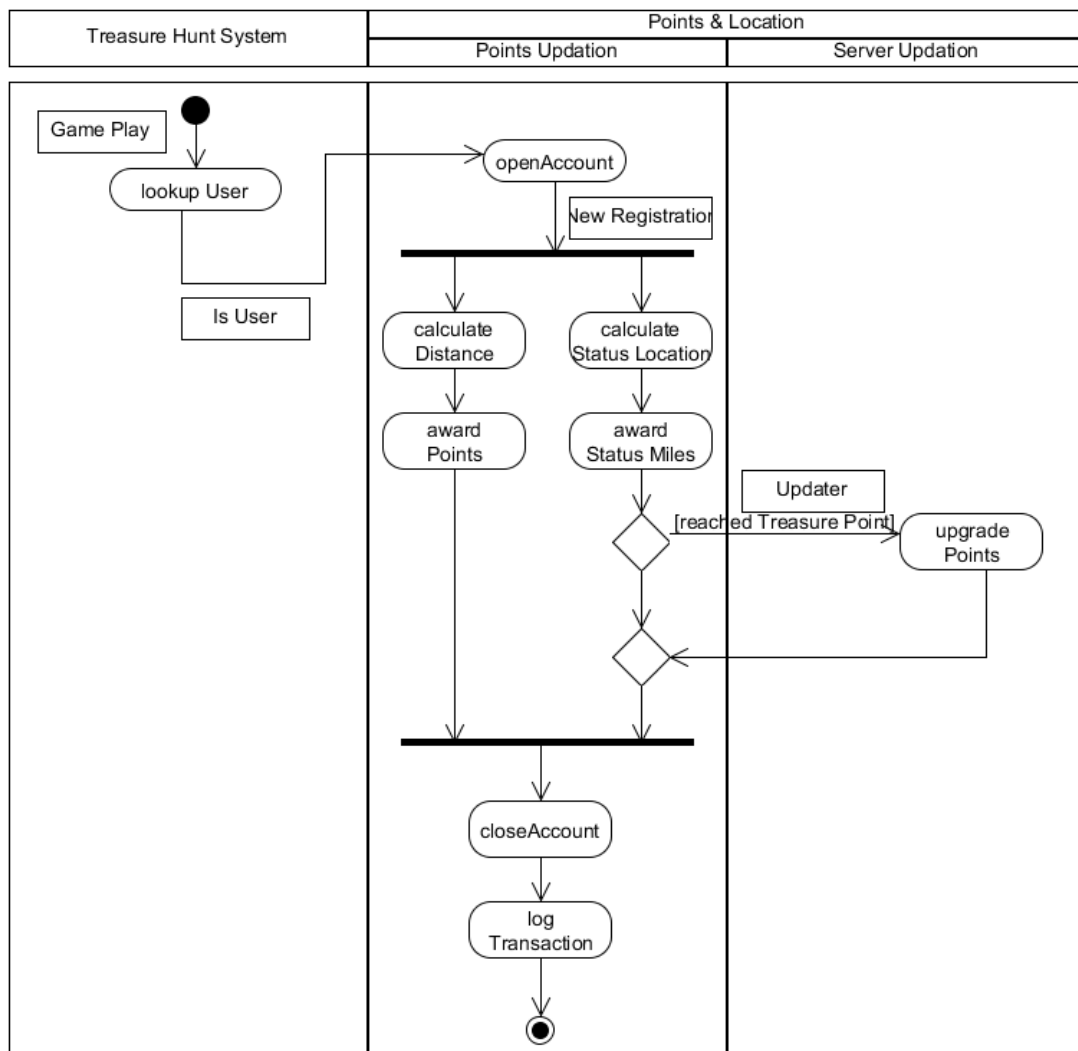 Treasure Hunt System
Points & Location
Points Updation
Server Updation
Game Play
lookup User
openAccount
New Registration
Is User
calculate
Distance
calculate
Status Location
award
Points
award
Status Miles
Updater
[reached Treasure Point]
upgrade
Points
closeAccount
log
Transaction